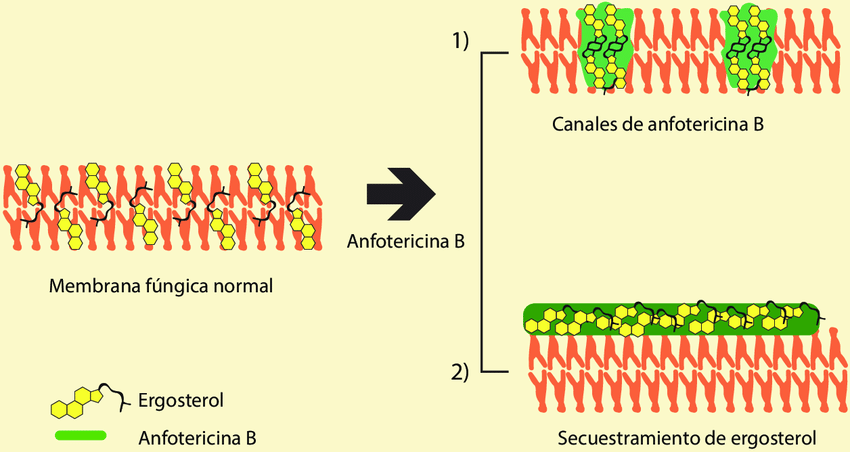 1)
Canales de anfotericina B
Anfotericina B
Membrana fúngica normal
2)
Ergosterol
Anfotericina B
Secuestramiento de ergosterol